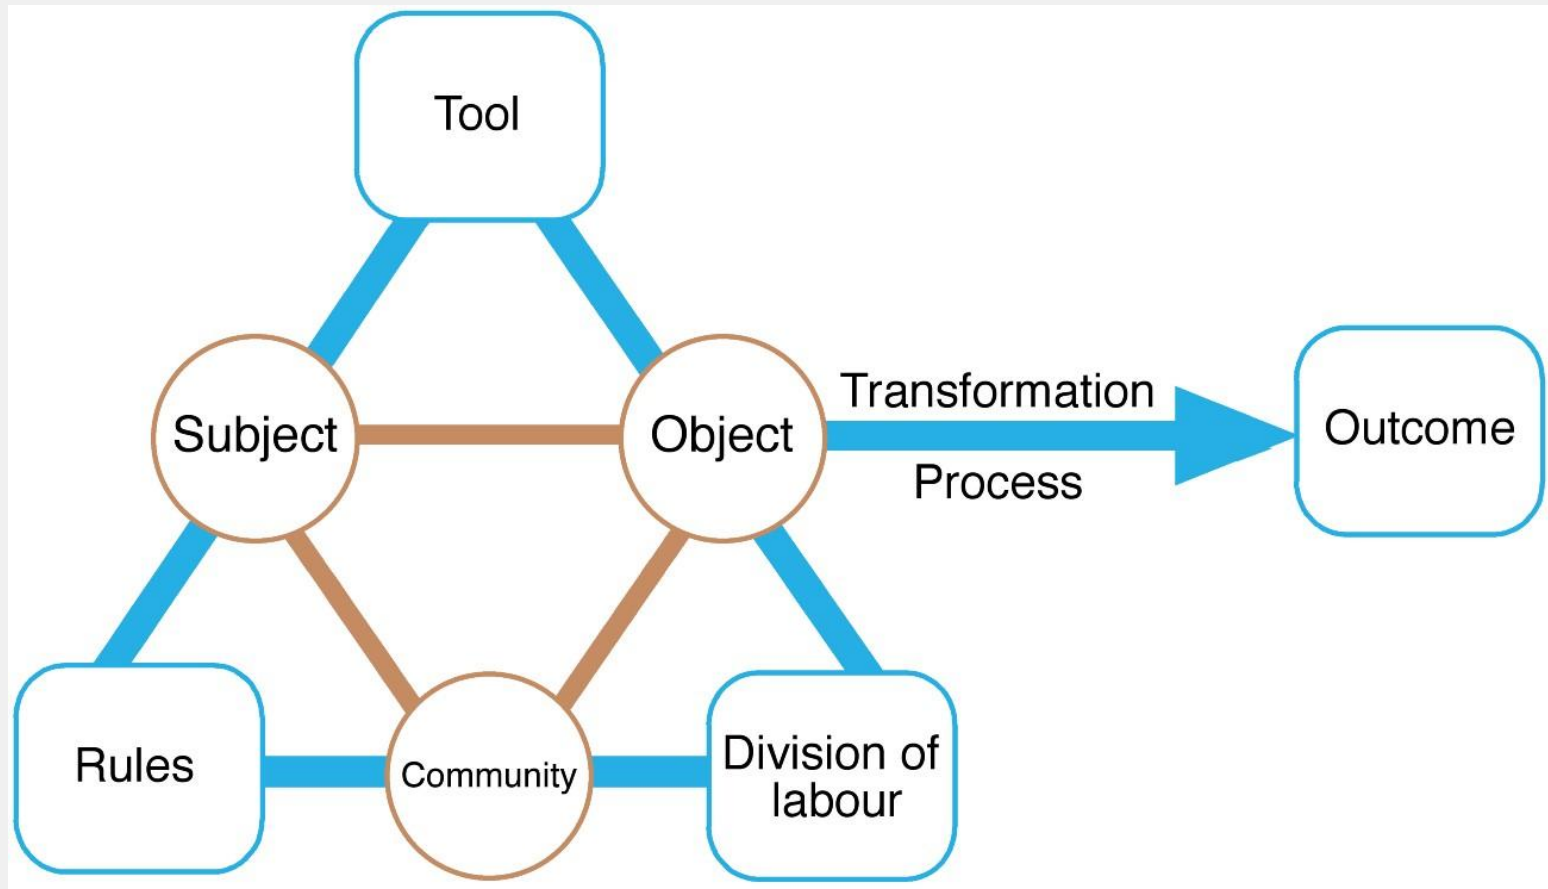 Tool
Subject
Object
Transformation
Process
Outcome
Rules
Community
Division of
labour